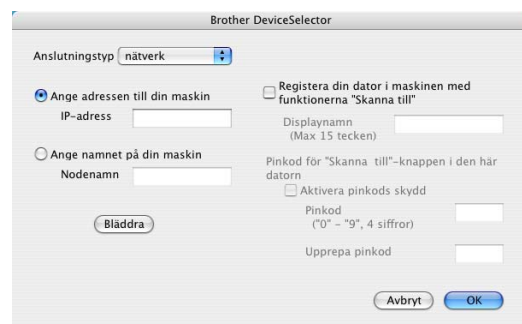 Brother DeviceSelector
Anslutningstyp nätverk
Ange adressen till din maskin
IP-adress
Ange namnet på din maskin
Nodenamn
Bläddra
Registera din dator i maskinen med
funktionerna "Skanna till"
Displaynamn
(Max 15 tecken)
Pinkod för "Skanna till"-knappen i den här
datorn
Aktivera pinkods skydd
Pinkod
("0" - "9", 4 siffror)
Upprepa pinkod
Avbryt OK